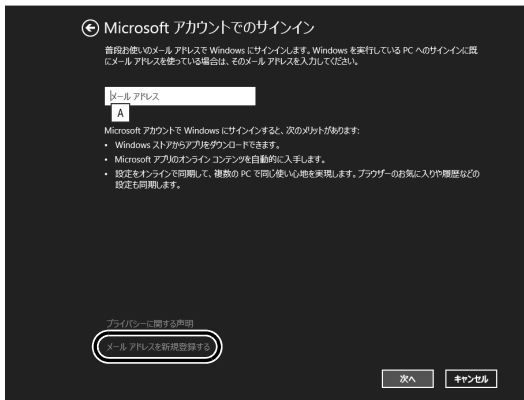 Microsoft アカウントでのサインイン
普段お使いのメール アドレスで Windows にサインインします。Windows を実行している PC へのサインインに既
にメール アドレスを使っている場合は、そのメール アドレスを入力してください。
メール アドレス
A
Microsoft アカウントで Windows にサインインすると、次のメリットがあります:
• Windows ストアからアプリをダウンロードできます。
• Microsoft アプリのオンライン コンテンツを自動的に入手します。
• 設定をオンラインで同期して、複数の PC で同じ使い心地を実現します。ブラウザーのお気に入りや履歴などの
設定も同期します。
プライバシーに関する声明
メール アドレスを新規登録する
次へ キャンセル